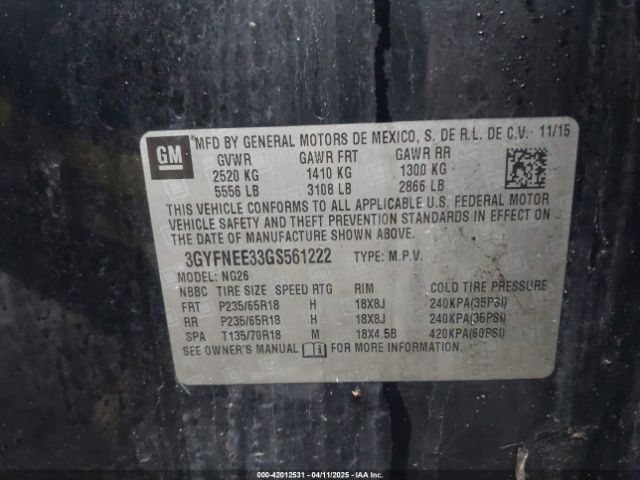 GM
MFD BY GENERAL MOTORS DE MEXICO, S. DE R.L. DE C.V. 11/15
GVWR GAWR FRT GAWR RR
2520 KG 1410 KG 1300 KG
5556 LB 3108 LB 2866 LB
THIS VEHICLE CONFORMS TO ALL APPLICABLE U.S. FEDERAL MOTOR
VEHICLE SAFETY AND THEFT PREVENTION STANDARDS IN EFFECT ON
THE DATE OF MANUFACTURE SHOWN ABOVE.
3GYFNEE33GS561222 TYPE: M.P.V.
MODEL: NG26
NBBC TIRE SIZE SPEED RTG RIM COLD TIRE PRESSURE
FRT P235/65R18 H 18X8J 240KPA(35PSI)
RR P235/65R18 H 18X8J 240KPA(35PSI)
SPA T135/70R18 M 18X4.5B 420KPA(60PSI)
SEE OWNER'S MANUAL FOR MORE INFORMATION.
000-42012531 - 04/11/2025 - Copyright IAA, Inc.